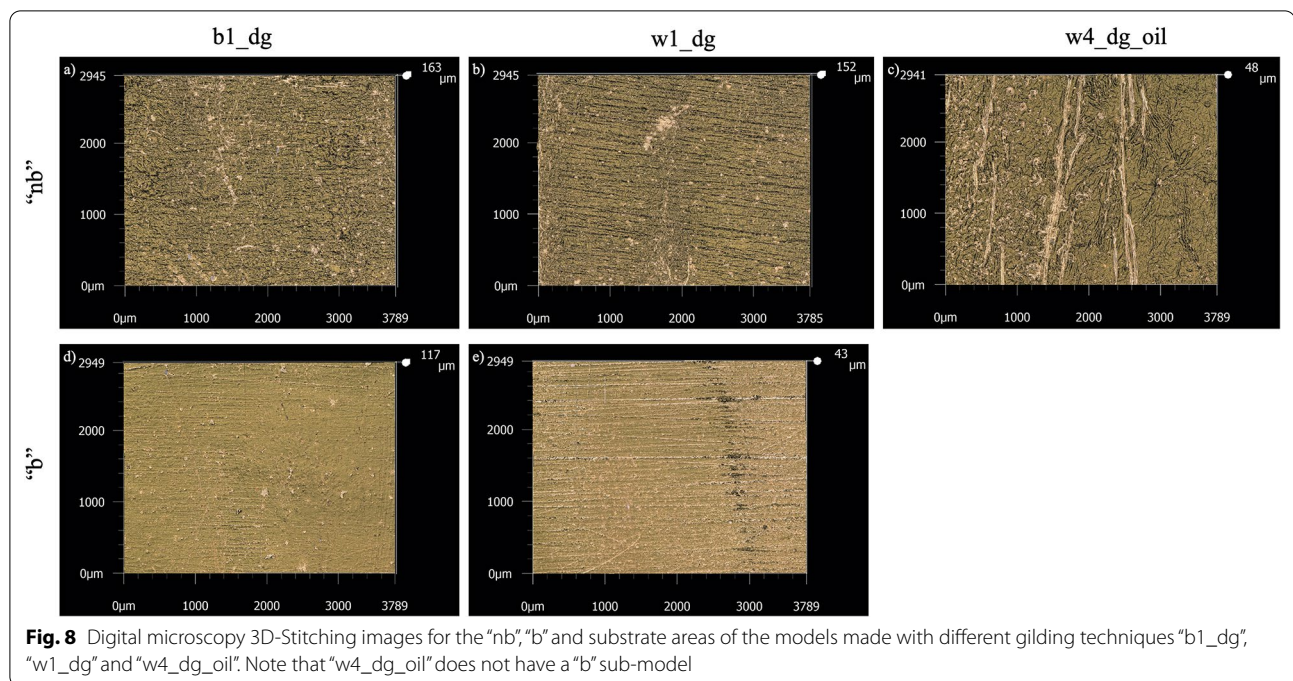 b1_dg w1_dg w4_dg_oil
"nb"
a) 2945 2000 1000 0µm 0µm 1000 2000 3000 3789 163 µm
b) 2945 2000 1000 0µm 0µm 1000 2000 3000 3785 152 µm
c) 2941 2000 1000 0µm 0µm 1000 2000 3000 3789 48 µm
"b"
d) 2949 2000 1000 0µm 0µm 1000 2000 3000 3789 117 µm
e) 2949 2000 1000 0µm 0µm 1000 2000 3000 3789 43 µm
Fig. 8 Digital microscopy 3D-Stitching images for the "nb", "b" and substrate areas of the models made with different gilding techniques "b1_dg",
"w1_dg" and "w4_dg_oil". Note that "w4_dg_oil" does not have a "b" sub-model